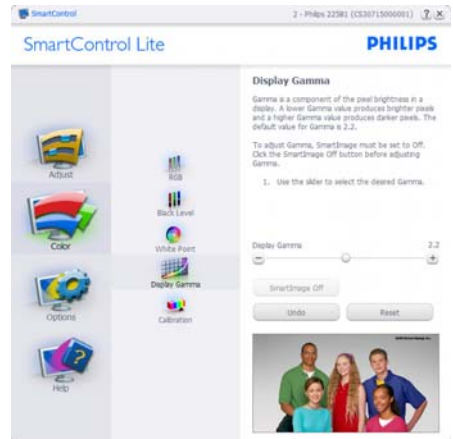 SmartControl
2 - Philips 225B1 (CS30715000001)
SmartControl Lite
PHILIPS
Adjust
Color
Options
Help
RGB
Black Level
White Point
Display Gamma
Calibration
Display Gamma
Gamma is a component of the pixel brightness in a
display. A lower Gamma value produces brighter pixels
and a higher Gamma value produces darker pixels. The
default value for Gamma is 2.2.
To adjust Gamma, SmartImage must be set to Off.
Click the SmartImage Off button before adjusting
Gamma.
1. Use the slider to select the desired Gamma.
Display Gamma
2.2
SmartImage Off
Undo
Reset